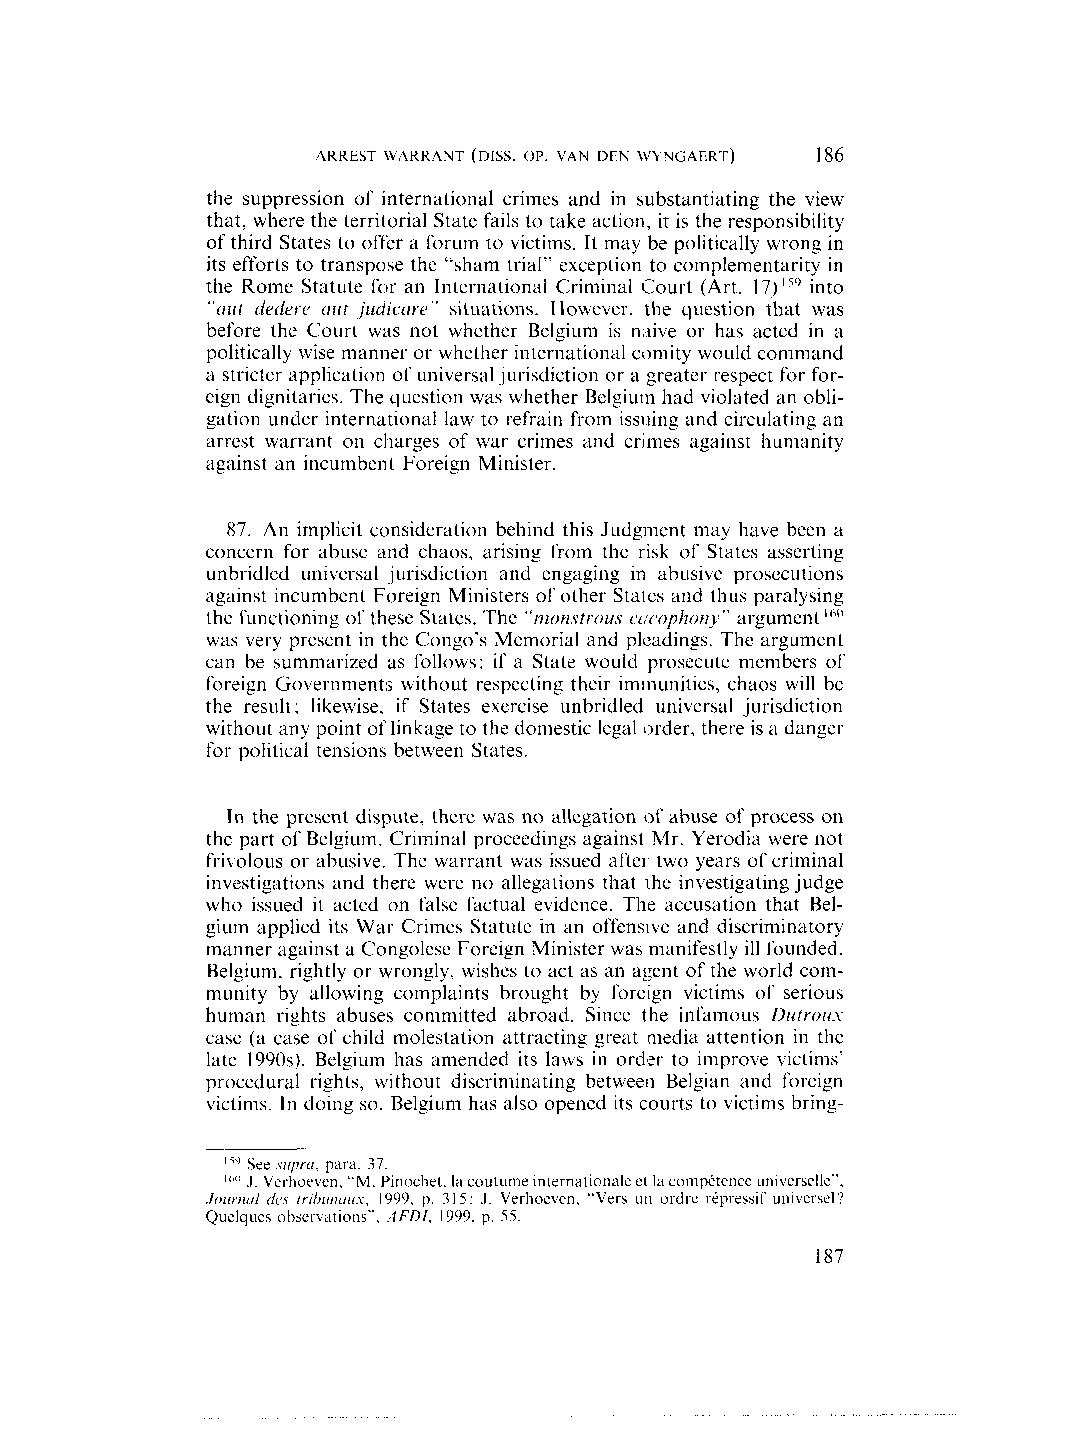 ARREST WARRANT (DISS. OP. VAN DEN WYNGAERT) 186
the suppression of international crimes and in substantiating the view
that, where the territorial State fails to take action, it is the responsibility
of third States to offer a forum to victims. It may be politically wrong in
its efforts to transpose the “sham trial” exception to complementarity in
the Rome Statute for an International Criminal Court (Art. 17)159 into
“aut dedere aut judicare” situations. However, the question that was
before the Court was not whether Belgium is naive or has acted in a
politically wise manner or whether international comity would command
a stricter application of universal jurisdiction or a greater respect for for-
eign dignitaries. The question was whether Belgium had violated an obli-
gation under international law to refrain from issuing and circulating an
arrest warrant on charges of war crimes and crimes against humanity
against an incumbent Foreign Minister.
87. An implicit consideration behind this Judgment may have been a
concern for abuse and chaos, arising from the risk of States asserting
unbridled universal jurisdiction and engaging in abusive prosecutions
against incumbent Foreign Ministers of other States and thus paralysing
the functioning of these States. The “monstrous cacophony” argument160
was very present in the Congo's Memorial and pleadings. The argument
can be summarized as follows: if a State would prosecute members of
foreign Governments without respecting their immunities, chaos will be
the result; likewise, if States exercise unbridled universal jurisdiction
without any point of linkage to the domestic legal order, there is a danger
for political tensions between States.
In the present dispute, there was no allegation of abuse of process on
the part of Belgium. Criminal proceedings against Mr. Yerodia were not
frivolous or abusive. The warrant was issued after two years of criminal
investigations and there were no allegations that the investigating judge
who issued it acted on false factual evidence. The accusation that Bel-
gium applied its War Crimes Statute in an offensive and discriminatory
manner against a Congolese Foreign Minister was manifestly ill founded.
Belgium, rightly or wrongly, wishes to act as an agent of the world com-
munity by allowing complaints brought by foreign victims of serious
human rights abuses committed abroad. Since the infamous Dutroux
case (a case of child molestation attracting great media attention in the
late 1990s), Belgium has amended its laws in order to improve victims'
procedural rights, without discriminating between Belgian and foreign
victims. In doing so, Belgium has also opened its courts to victims bring-
159 See supra, para. 37.
160 J. Verhoeven, “M. Pinochet, la coutume internationale et la compétence universelle”,
Journal des tribunaux, 1999, p. 315; J. Verhoeven, “Vers un ordre répressif universel?
Quelques observations”, AFDI, 1999, p. 55.
187